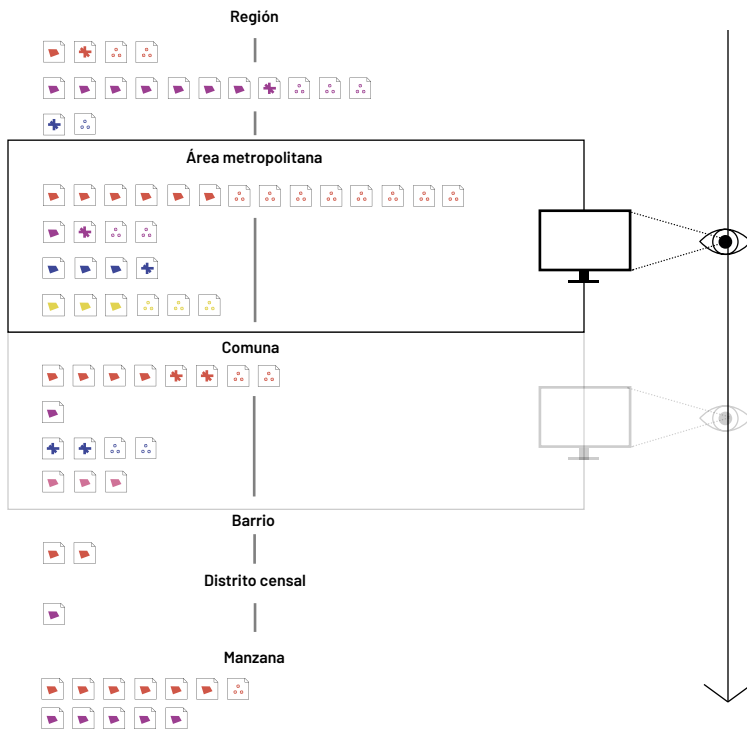 Región
Área metropolitana
Comuna
Barrio
Distrito censal
Manzana